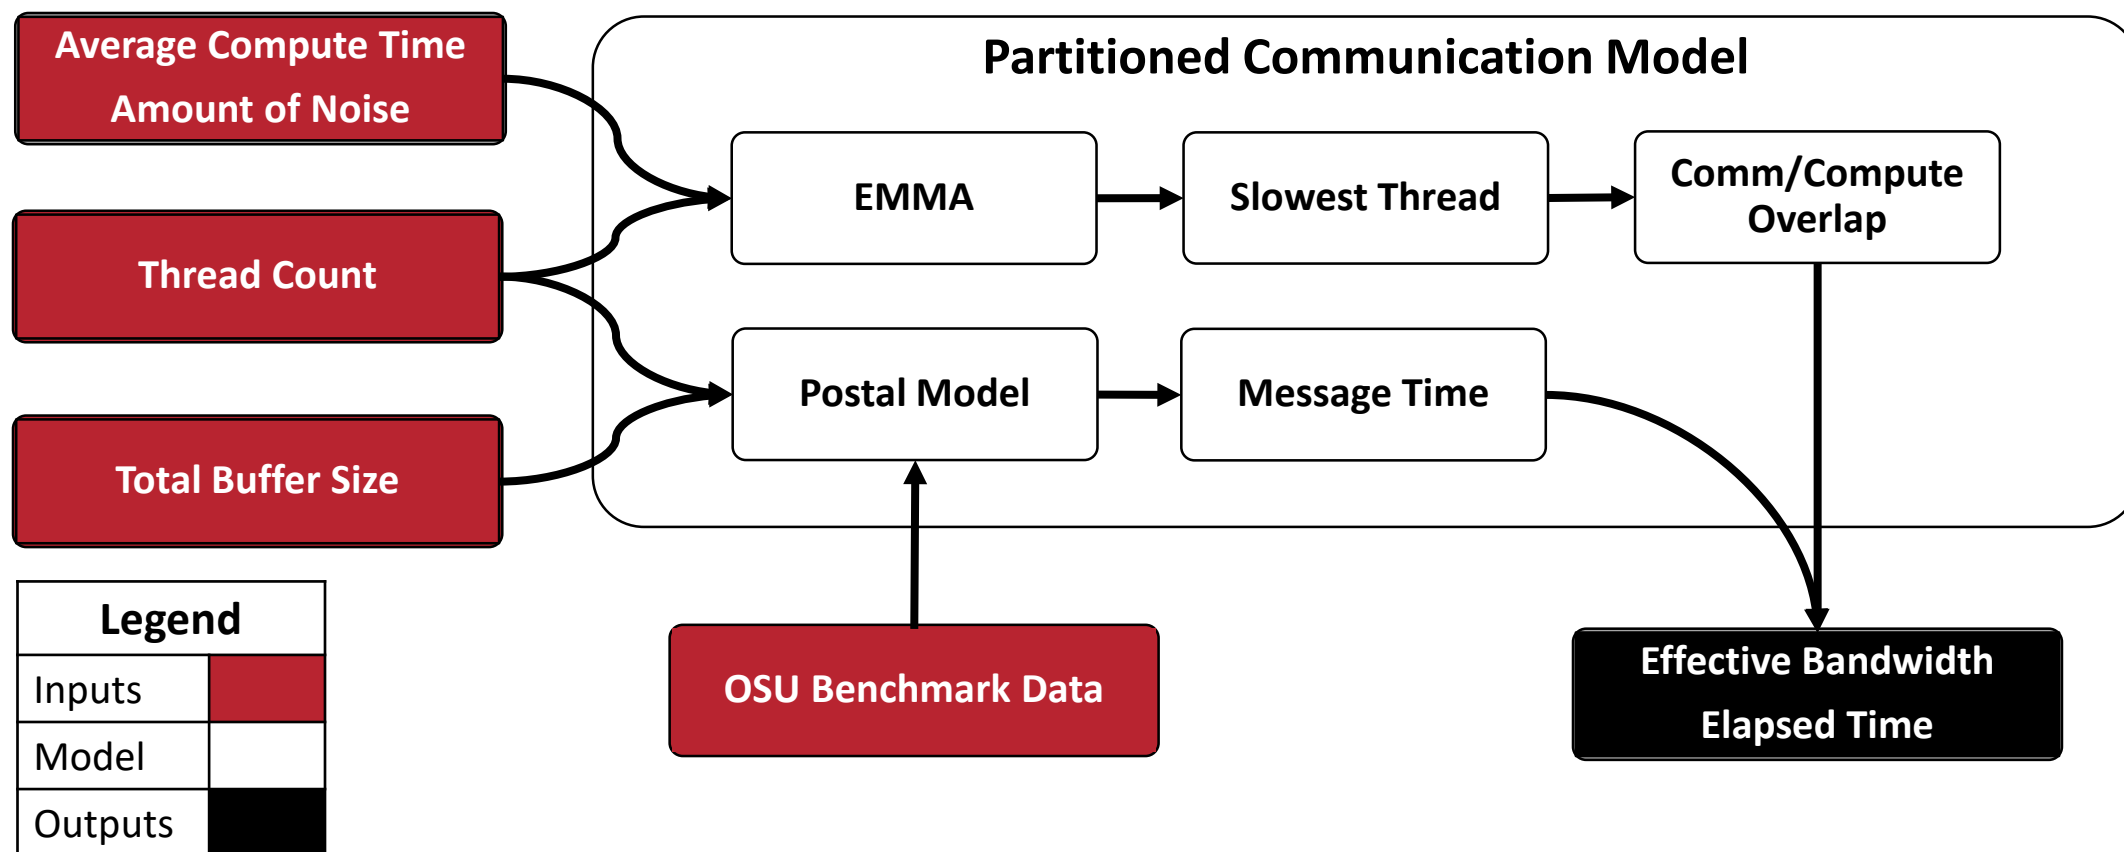 Average Compute Time
Amount of Noise
Partitioned Communication Model
EMMA
Slowest Thread
Comm/Compute
Overlap
Thread Count
Postal Model
Message Time
Total Buffer Size
OSU Benchmark Data
Effective Bandwidth
Elapsed Time
Legend
Inputs
Model
Outputs